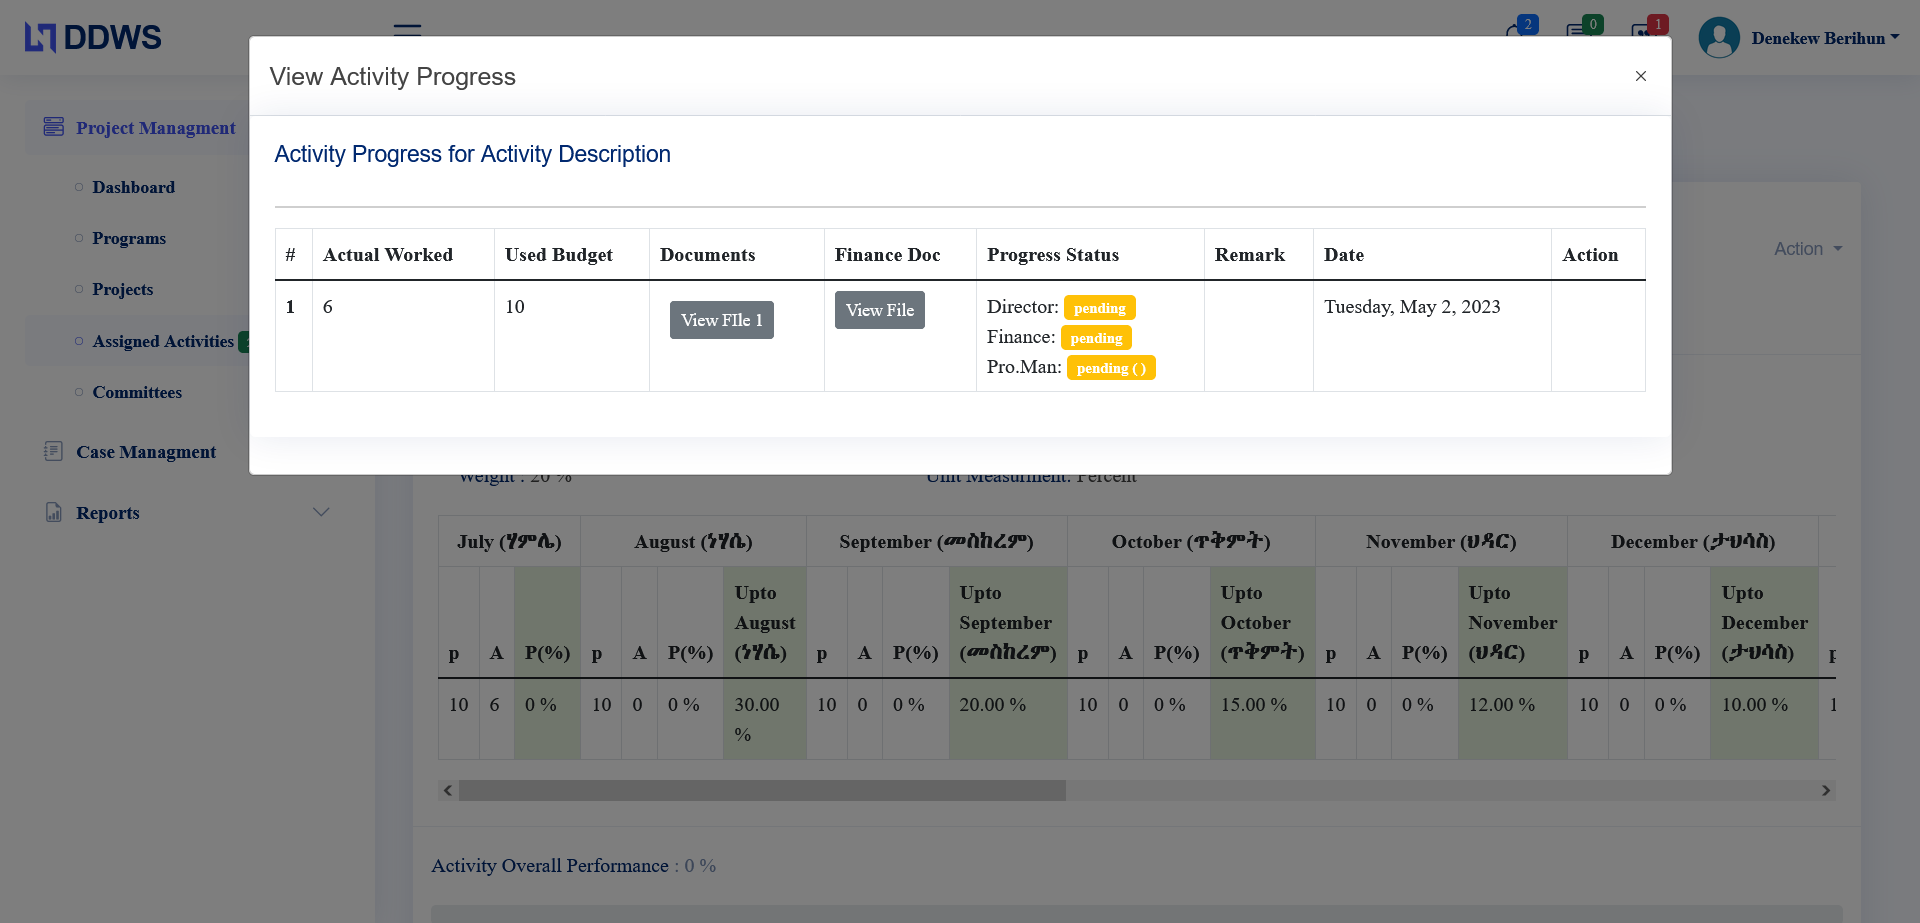 DDWS
2
0
1
Denekew Berihun
View Activity Progress
×
Project Managment
Dashboard
Programs
Projects
Assigned Activities
Committees
Case Managment
Reports
Action
Activity Progress for Activity Description
# Actual Worked Used Budget Documents Finance Doc Progress Status Remark Date Action
1 6 10 View FIle 1 View File Director: pending Tuesday, May 2, 2023
Finance: pending
Pro.Man: pending ( )
Weight : 20 % Unit Measurment: Percent
July (ሃምሌ) August (ነሃሴ) September (መስከረም) October (ጥቅምት) November (ህዳር) December (ታህሳስ)
p A P(%) p A P(%) Upto August (ነሃሴ) p A P(%) Upto September (መስከረም) p A P(%) Upto October (ጥቅምት) p A P(%) Upto November (ህዳር) p A P(%) Upto December (ታህሳስ) p
10 6 0 % 10 0 0 % 30.00 % 10 0 0 % 20.00 % 10 0 0 % 15.00 % 10 0 0 % 12.00 % 10 0 0 % 10.00 % 1
Activity Overall Performance : 0 %